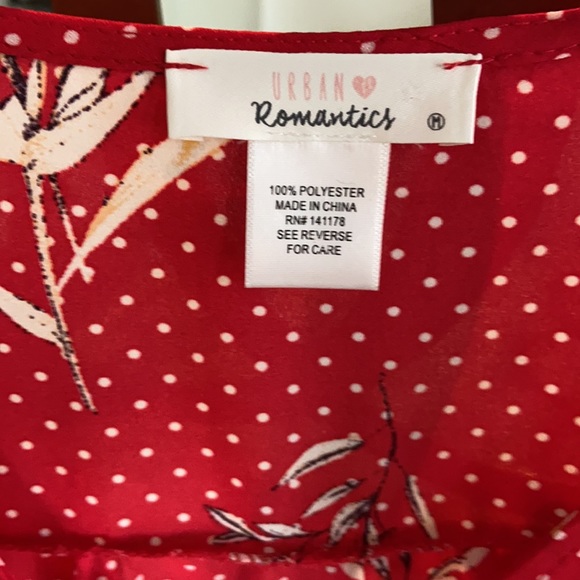 URBAN
Romantics M
100% POLYESTER
MADE IN CHINA
RN# 141178
SEE REVERSE
FOR CARE